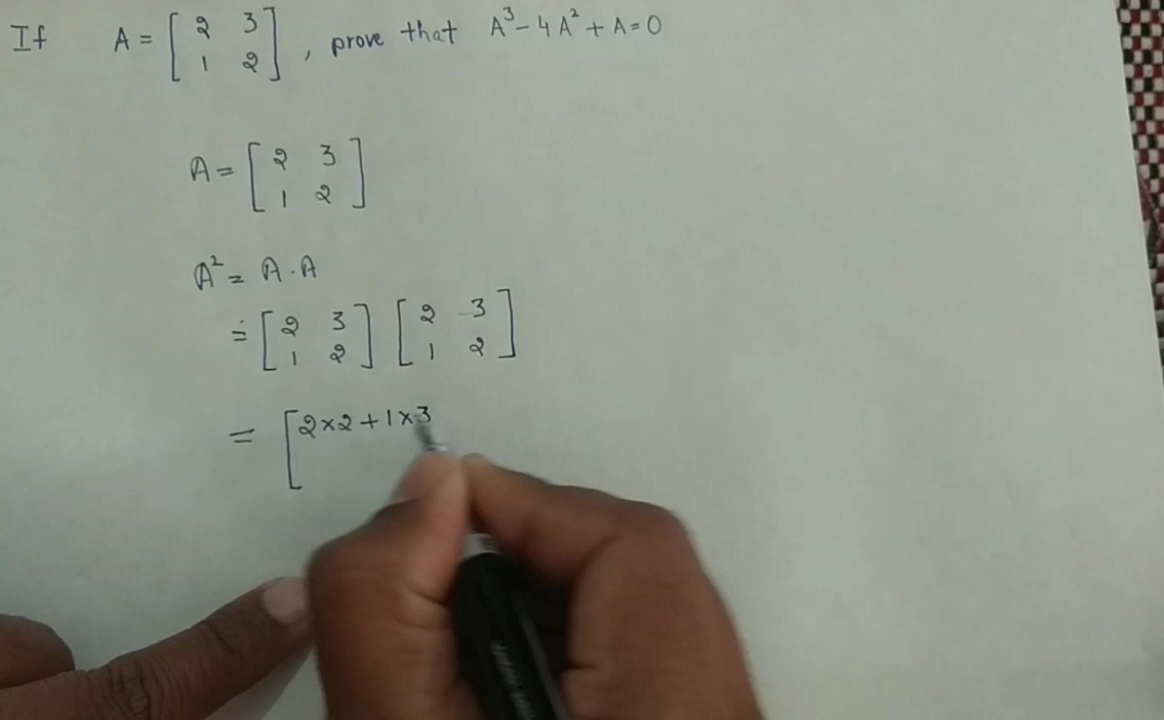 If A = [ 2 3 ] , prove that A³ - 4A² + A = 0
[ 1 2 ]
A = [ 2 3 ]
[ 1 2 ]
A² = A . A
= [ 2 3 ] [ 2 3 ]
[ 1 2 ] [ 1 2 ]
= [ 2×2 + 1×3